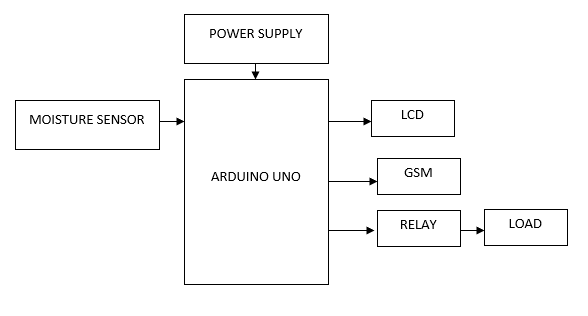 POWER SUPPLY
MOISTURE SENSOR
ARDUINO UNO
LCD
GSM
RELAY
LOAD